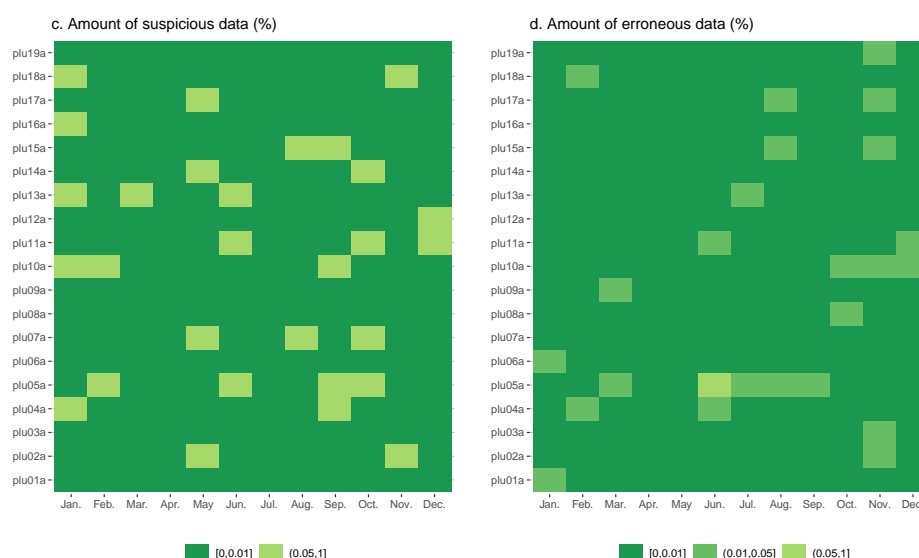 c. Amount of suspicious data (%)
plu19a
plu18a
plu17a
plu16a
plu15a
plu14a
plu13a
plu12a
plu11a
plu10a
plu09a
plu08a
plu07a
plu06a
plu05a
plu04a
plu03a
plu02a
plu01a
Jan. Feb. Mar. Apr. May Jun. Jul. Aug. Sep. Oct. Nov. Dec.
[0,0.01] (0.05,1]
d. Amount of erroneous data (%)
plu19a
plu18a
plu17a
plu16a
plu15a
plu14a
plu13a
plu12a
plu11a
plu10a
plu09a
plu08a
plu07a
plu06a
plu05a
plu04a
plu03a
plu02a
plu01a
Jan. Feb. Mar. Apr. May Jun. Jul. Aug. Sep. Oct. Nov. Dec
[0,0.01] (0.01,0.05] (0.05,1]